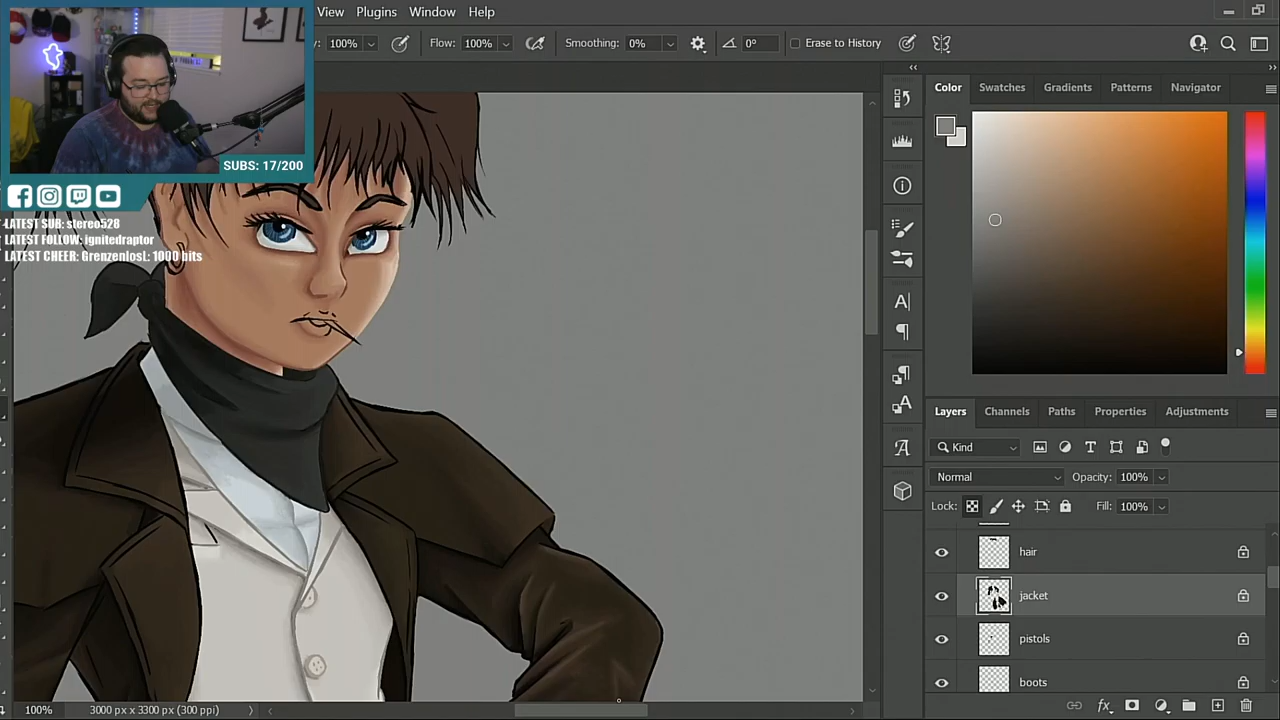 View Plugins Window Help
: 100% Flow: 100% Smoothing: 0% 0° Erase to History
SUBS: 17/200
LATEST SUB: stereo528
LATEST FOLLOW: ignitedraptor
LATEST CHEER: GrenzenlosL: 1000 bits
Color Swatches Gradients Patterns Navigator
Layers Channels Paths Properties Adjustments
Kind
Normal Opacity: 100%
Lock: Fill: 100%
hair
jacket
pistols
boots
100% 3000 px x 3300 px (300 ppi)